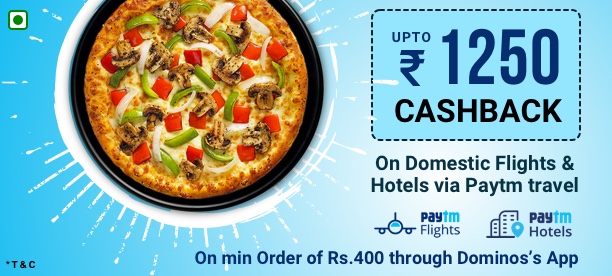 UPTO
₹ 1250
CASHBACK
On Domestic Flights &
Hotels via Paytm travel
paytm
Flights
paytm
Hotels
On min Order of Rs.400 through Dominos's App
*T&C